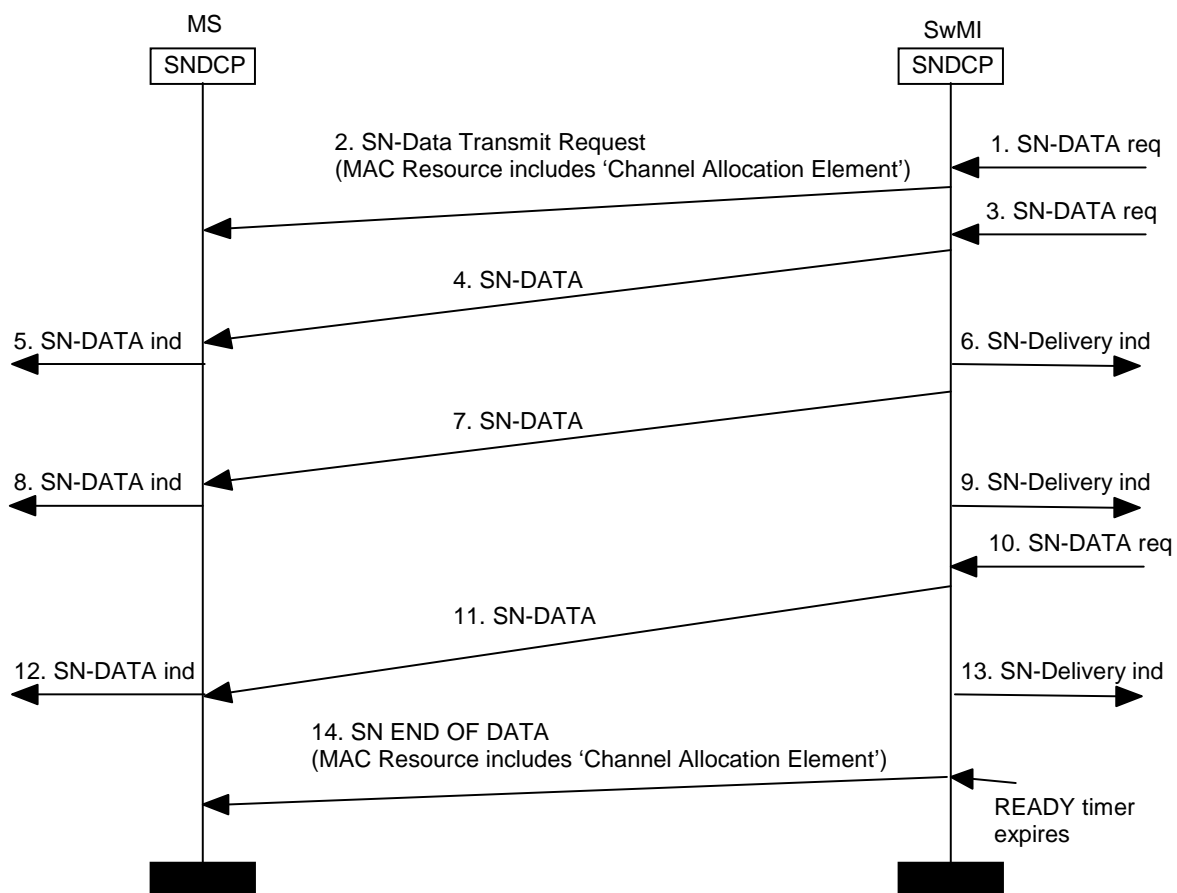 MS
SwMI
SNDCP
SNDCP
2. SN-Data Transmit Request
(MAC Resource includes ‘Channel Allocation Element’)
1. SN-DATA req
3. SN-DATA req
4. SN-DATA
5. SN-DATA ind
6. SN-Delivery ind
7. SN-DATA
8. SN-DATA ind
9. SN-Delivery ind
10. SN-DATA req
11. SN-DATA
12. SN-DATA ind
13. SN-Delivery ind
14. SN END OF DATA
(MAC Resource includes ‘Channel Allocation Element’)
READY timer
expires